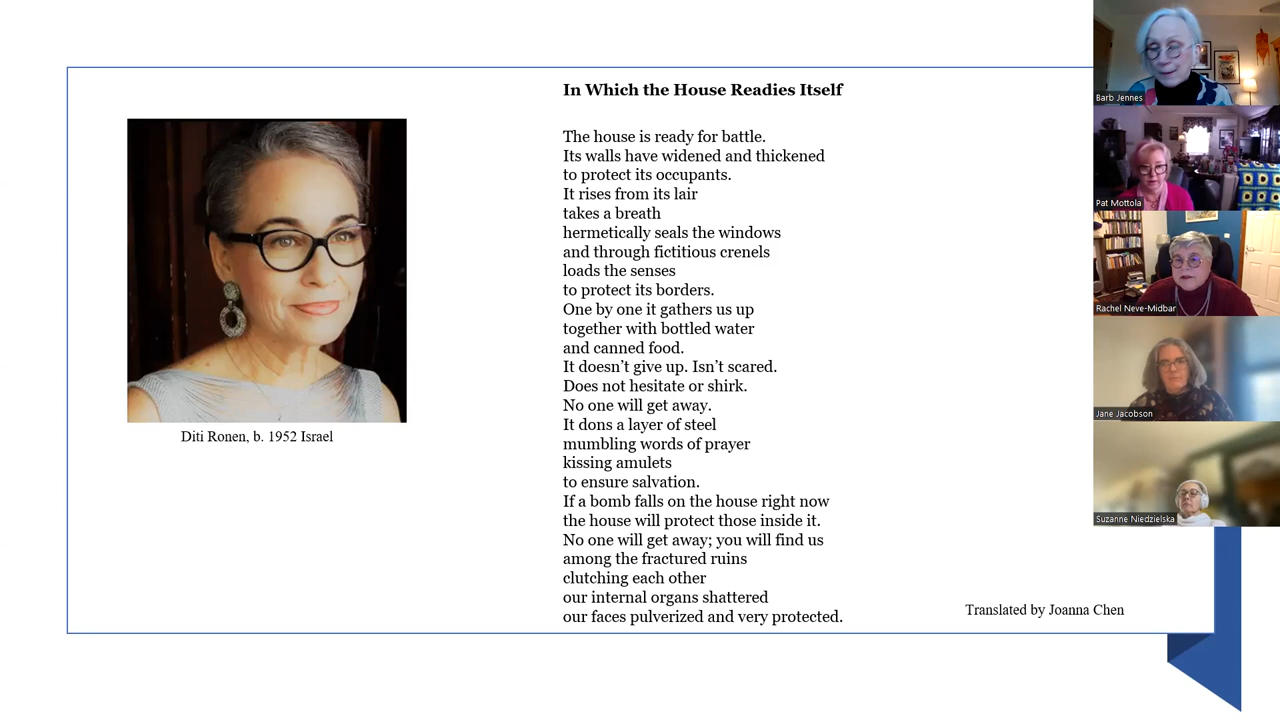 In Which the House Readies Itself
The house is ready for battle.
Its walls have widened and thickened
to protect its occupants.
It rises from its lair
takes a breath
hermetically seals the windows
and through fictitious crenels
loads the senses
to protect its borders.
One by one it gathers us up
together with bottled water
and canned food.
It doesn’t give up. Isn’t scared.
Does not hesitate or shirk.
No one will get away.
It dons a layer of steel
mumbling words of prayer
kissing amulets
to ensure salvation.
If a bomb falls on the house right now
the house will protect those inside it.
No one will get away; you will find us
among the fractured ruins
clutching each other
our internal organs shattered
our faces pulverized and very protected.
Diti Ronen, b. 1952 Israel
Translated by Joanna Chen
Barb Jennes
Pat Mottola
Rachel Neve-Midbar
Jane Jacobson
Suzanne Niedzielska